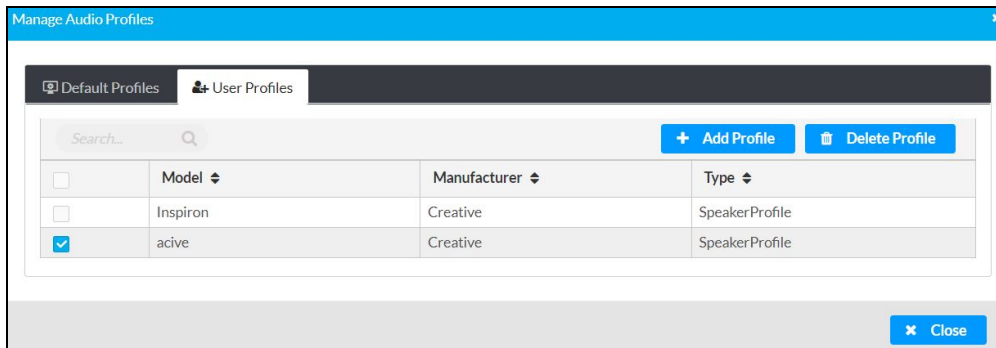 Manage Audio Profiles
Default Profiles User Profiles
Search... Add Profile Delete Profile
Model Manufacturer Type
Inspiron Creative SpeakerProfile
acive Creative SpeakerProfile
Close